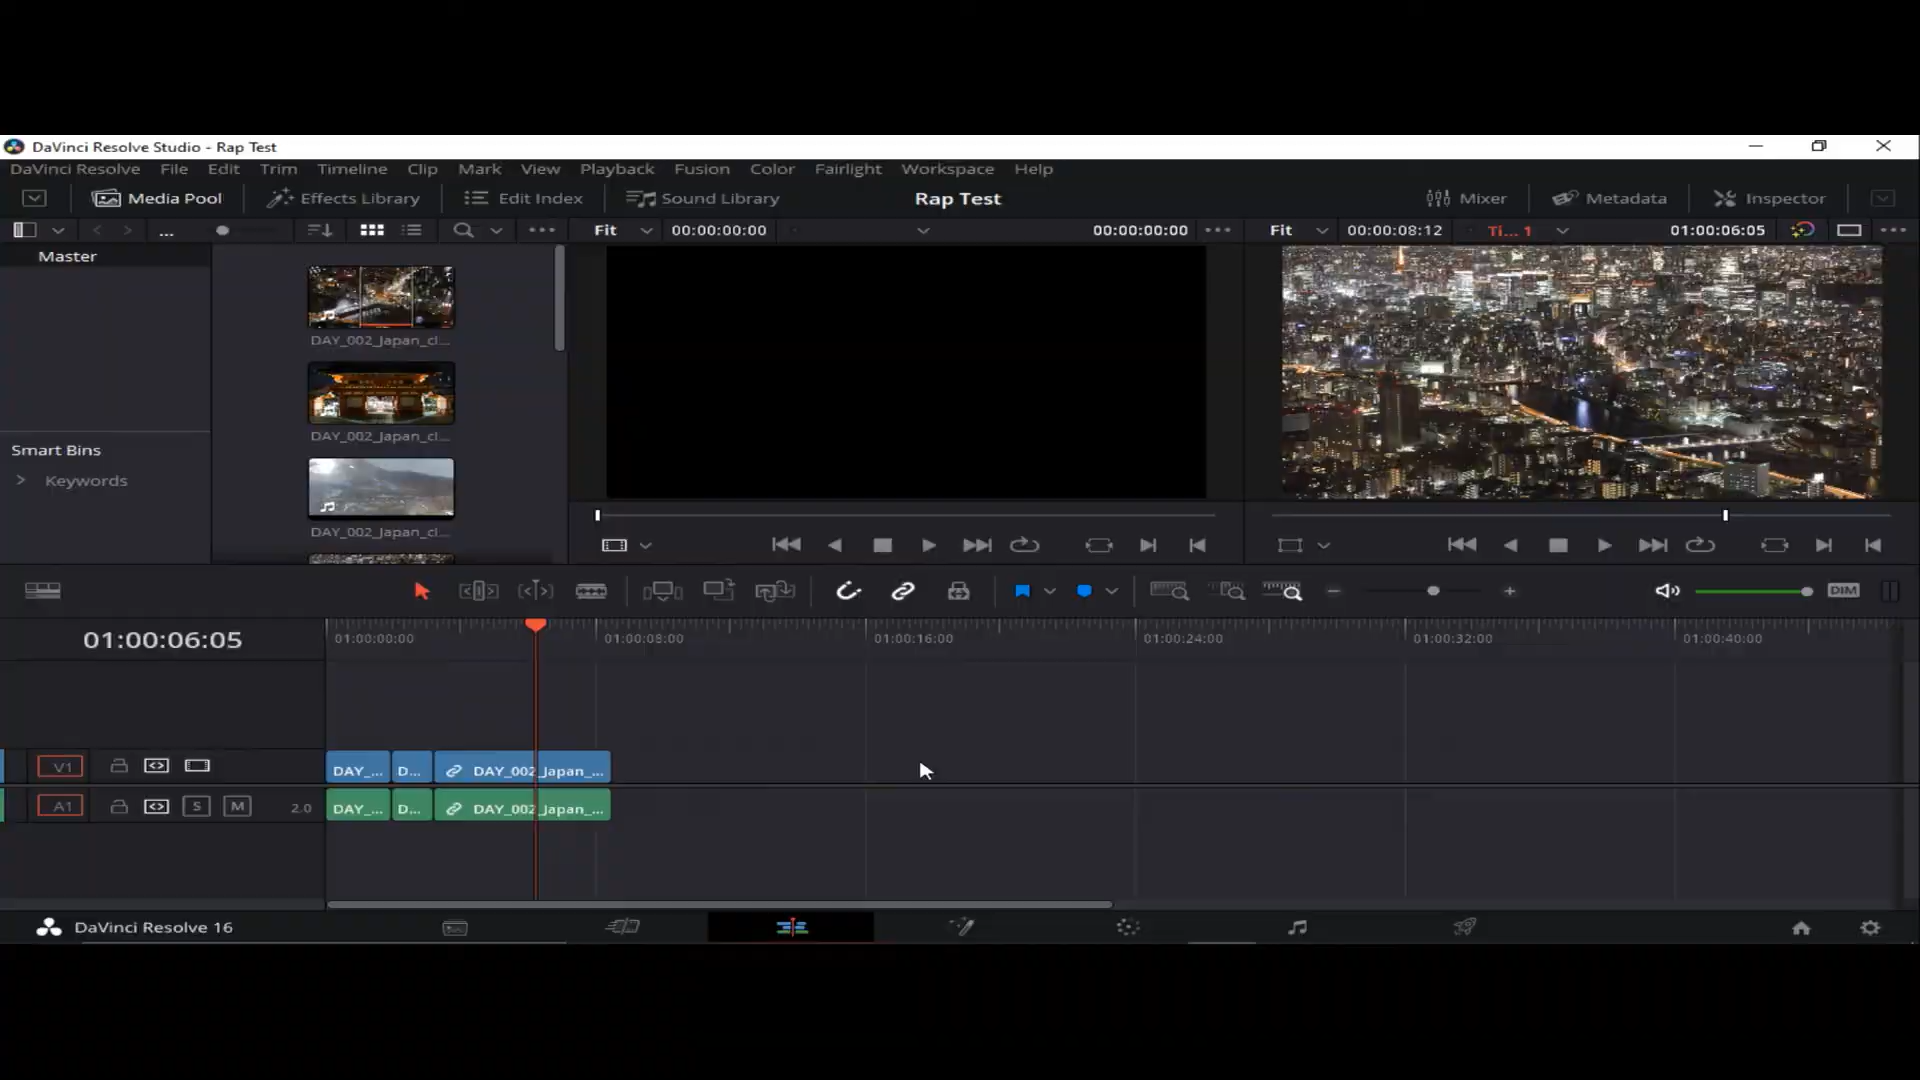 DaVinci Resolve Studio - Rap Test
DaVinci Resolve File Edit Trim Timeline Clip Mark View Playback Fusion Color Fairlight Workspace Help
Media Pool Effects Library Edit Index Sound Library Rap Test Mixer Metadata Inspector
... Fit 00:00:00:00 00:00:00:00 Fit 00:00:08:12 Ti... 1 01:00:06:05
Master
DAY_002_Japan_cl...
DAY_002_Japan_cl...
Smart Bins
Keywords
DAY_002_Japan_cl...
DIM
01:00:06:05 01:00:00:00 01:00:08:00 01:00:16:00 01:00:24:00 01:00:32:00 01:00:40:00
V1 DAY_... D... DAY_002_Japan_...
A1 S M 2.0 DAY_... D... DAY_002_Japan_...
DaVinci Resolve 16